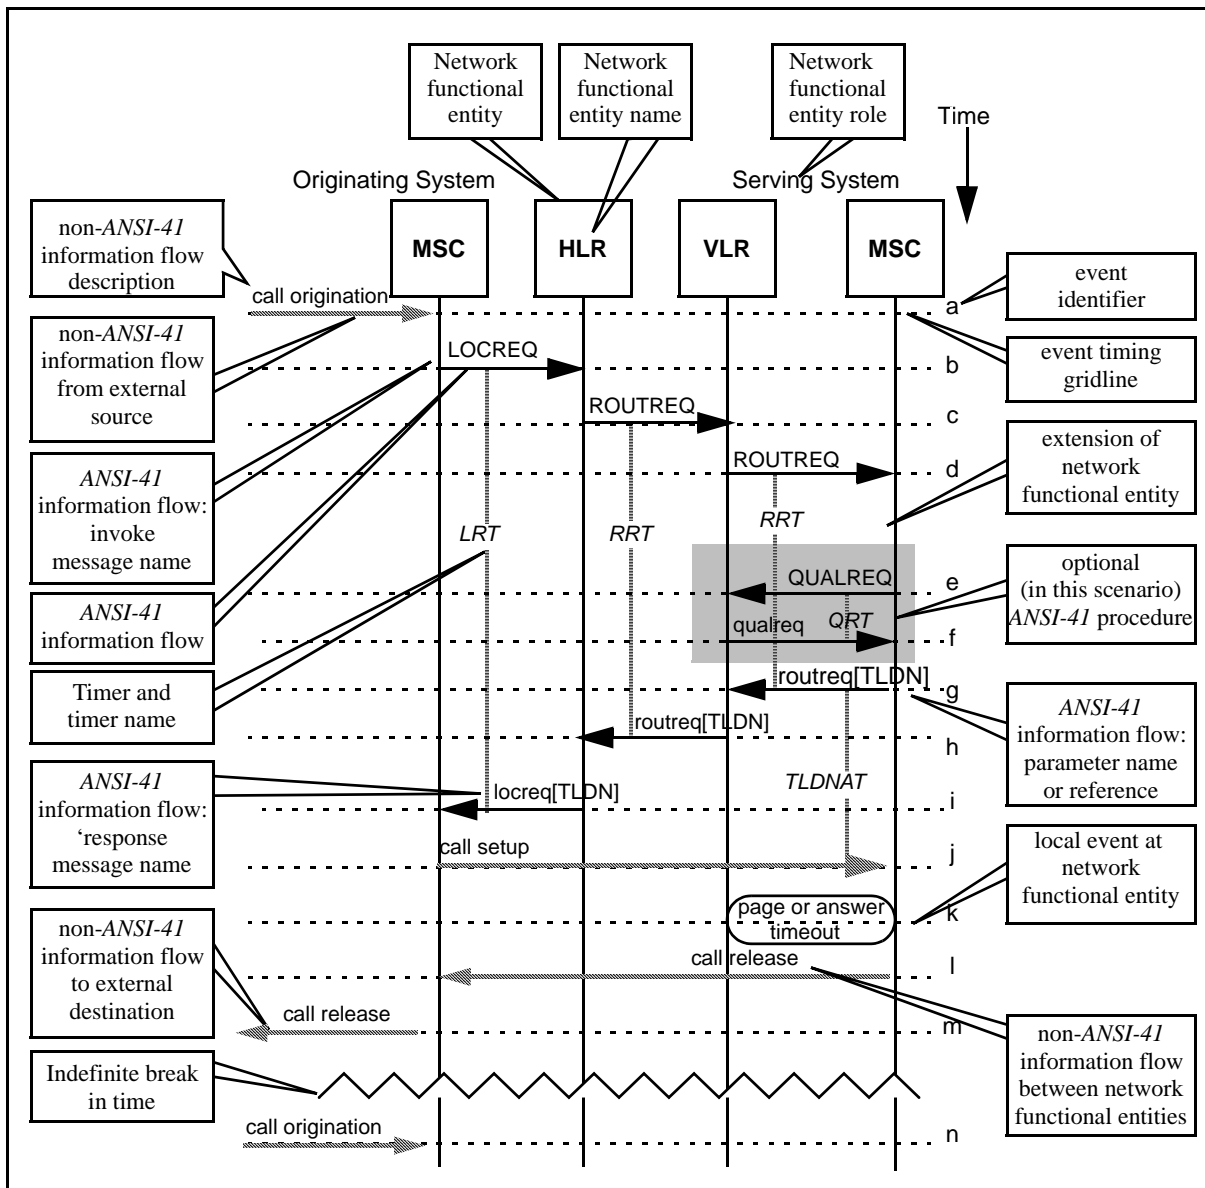 Network
functional
entity
Network
functional
entity name
Network
functional
entity role
Time
Originating System
Serving System
MSC
HLR
VLR
MSC
non-ANSI-41
information flow
description
call origination
a
event
identifier
non-ANSI-41
information flow
from external
source
LOCREQ
b
event timing
gridline
ROUTREQ
c
ANSI-41
information flow:
invoke
message name
ROUTREQ
d
extension of
network
functional entity
LRT
RRT
RRT
ANSI-41
information flow
QUALREQ
e
optional
(in this scenario)
ANSI-41 procedure
qualreq
QRT
f
Timer and
timer name
routreq[TLDN]
g
ANSI-41
information flow:
parameter name
or reference
routreq[TLDN]
h
ANSI-41
information flow:
‘response
message name
locreq[TLDN]
TLDNAT
i
call setup
j
local event at
network
functional entity
page or answer
timeout
k
non-ANSI-41
information flow
to external
destination
call release
l
call release
m
non-ANSI-41
information flow
between network
functional entities
Indefinite break
in time
call origination
n